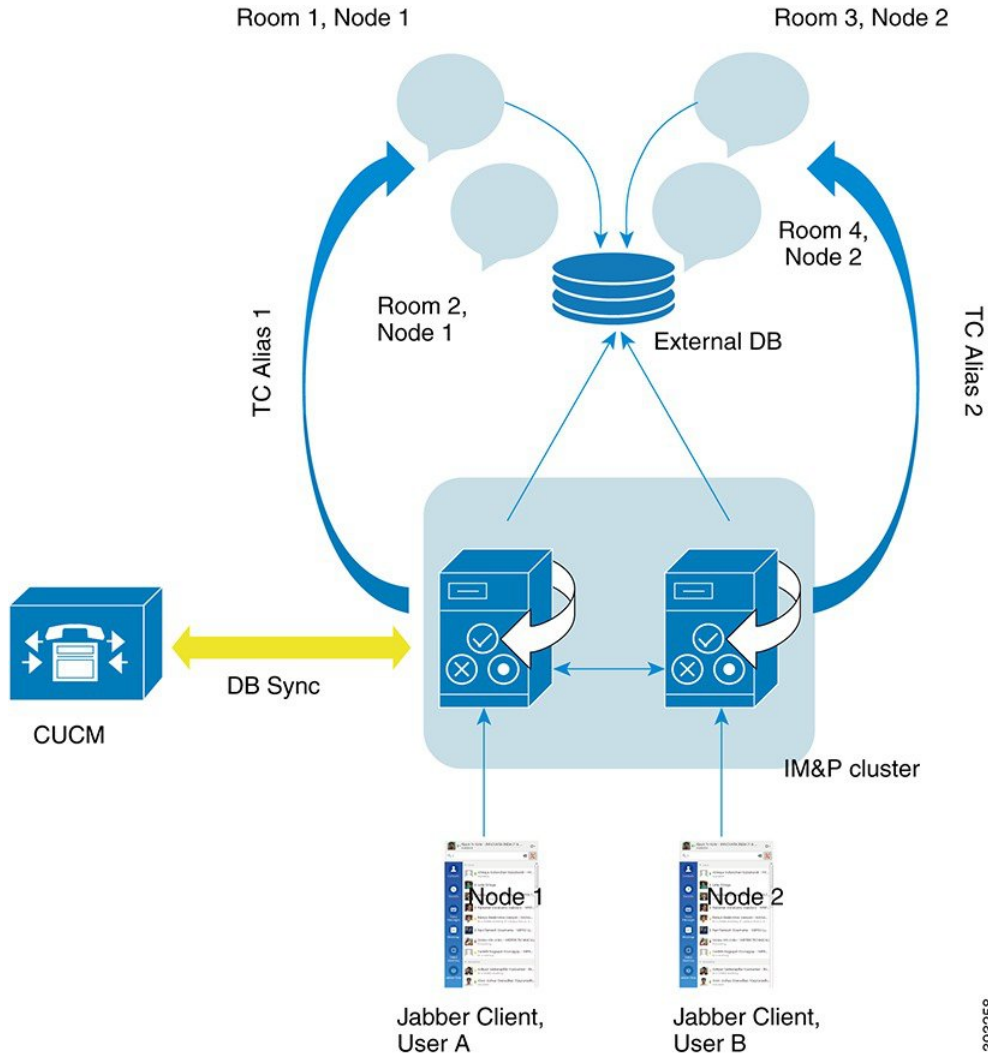 Room 1, Node 1
Room 3, Node 2
Room 4,
Node 2
Room 2,
Node 1
TC Alias 1
External DB
TC Alias 2
DB Sync
CUCM
IM&P cluster
Node 1
Node 2
Jabber Client,
User A
Jabber Client,
User B